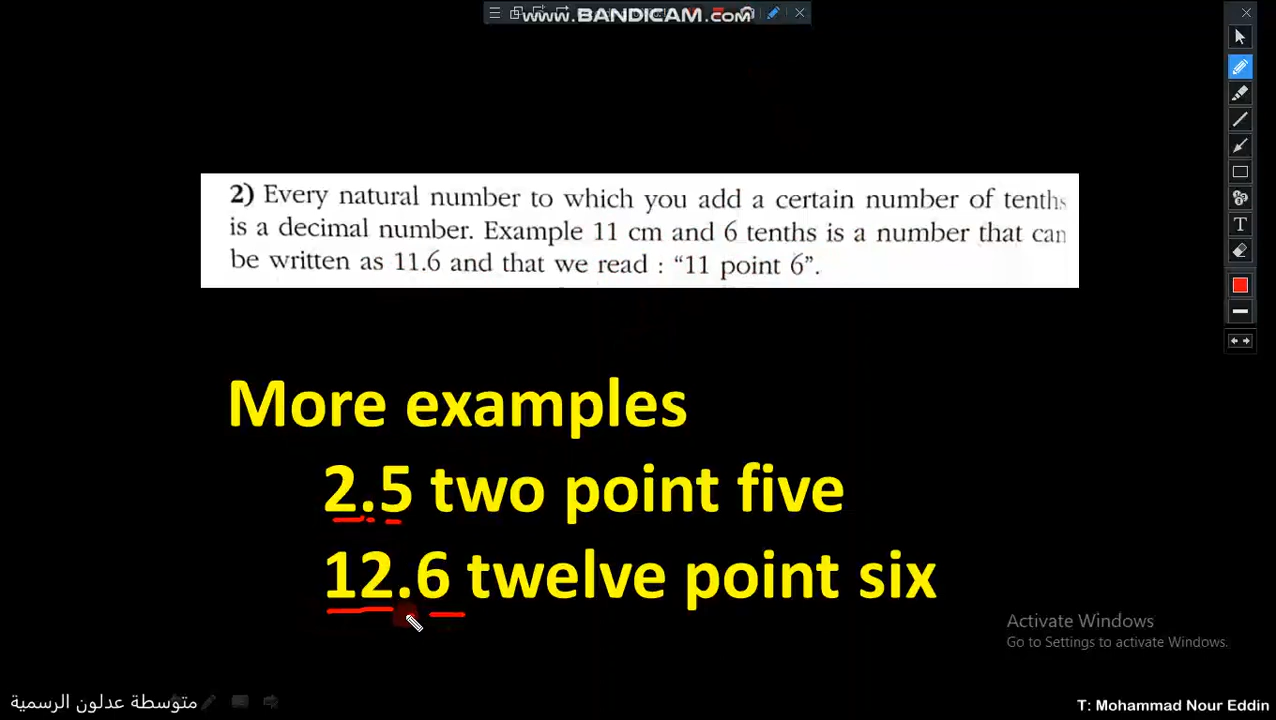 www.BANDICAM.com
2) Every natural number to which you add a certain number of tenths
is a decimal number. Example 11 cm and 6 tenths is a number that can
be written as 11.6 and that we read : “11 point 6”.
More examples
2.5 two point five
12.6 twelve point six
Activate Windows
Go to Settings to activate Windows.
متوسطة عدلون الرسمية
T: Mohammad Nour Eddin